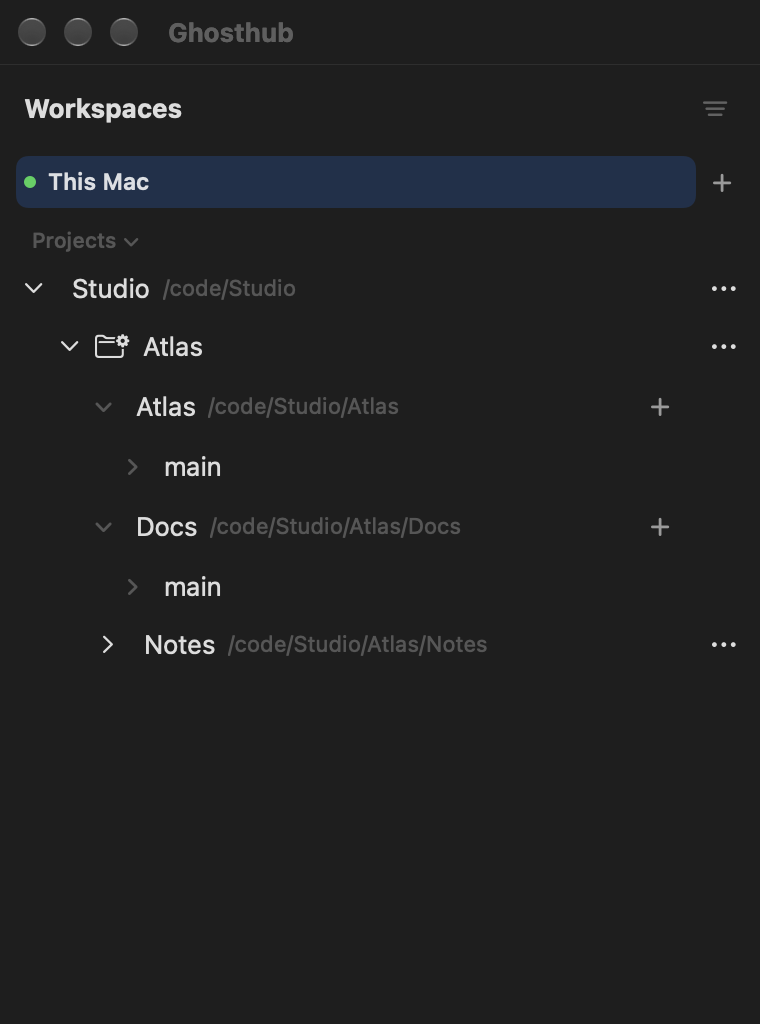 Ghosthub
Workspaces
This Mac
Projects
Studio /code/Studio
Atlas
Atlas /code/Studio/Atlas
main
Docs /code/Studio/Atlas/Docs
main
Notes /code/Studio/Atlas/Notes